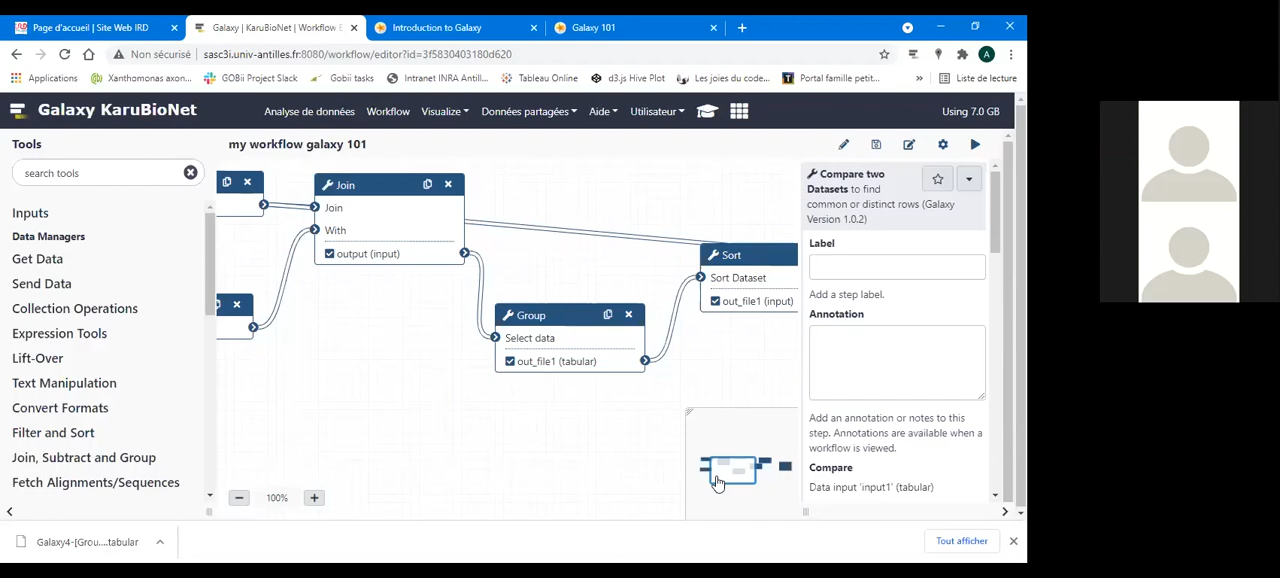 Page d'accueil | Site Web IRD
Galaxy | KaruBioNet | Workflow E
Introduction to Galaxy
Galaxy 101
Non sécurisé
sasc3i.univ-antilles.fr:8080/workflow/editor?id=3f5830403180d620
A
Applications
Xanthomonas axon...
GOBii Project Slack
Gobii tasks
Intranet INRA Antill...
Tableau Online
d3.js Hive Plot
Les joies du code...
Portal famille petit...
»
Liste de lecture
Galaxy KaruBioNet
Analyse de données
Workflow
Visualize
Données partagées
Aide
Utilisateur
Using 7.0 GB
Tools
search tools
Inputs
Data Managers
Get Data
Send Data
Collection Operations
Expression Tools
Lift-Over
Text Manipulation
Convert Formats
Filter and Sort
Join, Subtract and Group
Fetch Alignments/Sequences
my workflow galaxy 101
Join
Join
With
output (input)
Group
Select data
out_file1 (tabular)
Sort
Sort Dataset
out_file1 (input)
100%
Compare two
Datasets to find
common or distinct rows (Galaxy
Version 1.0.2)
Label
Add a step label.
Annotation
Add an annotation or notes to this
step. Annotations are available when a
workflow is viewed.
Compare
Data input 'input1' (tabular)
Galaxy4-[Grou....tabular
Tout afficher